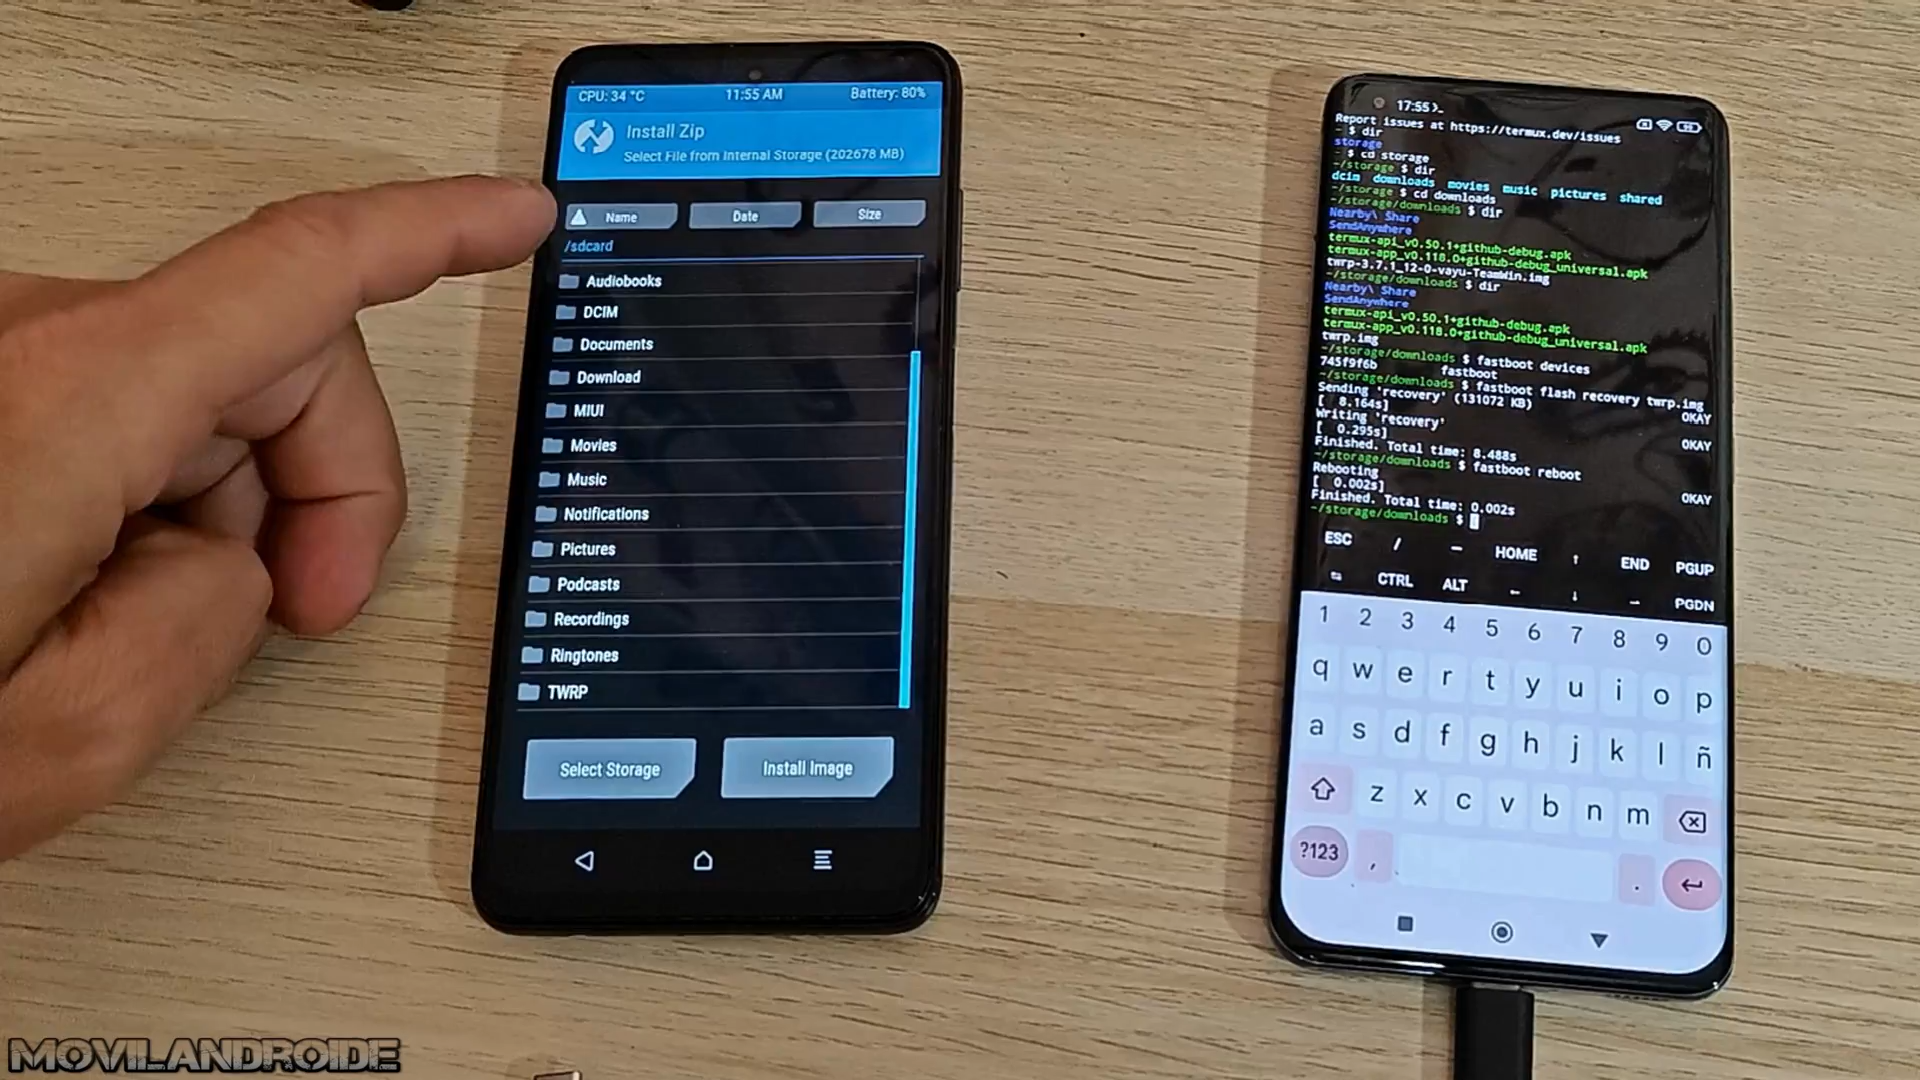 CPU: 34 °C 11:55 AM Battery: 80%
Install Zip
Select File from Internal Storage (202678 MB)
Name Date Size
/sdcard
Audiobooks
DCIM
Documents
Download
MIUI
Movies
Music
Notifications
Pictures
Podcasts
Recordings
Ringtones
TWRP
Select Storage Install Image
17:55
Report issues at https://termux.dev/issues
~ $ dir
storage
~ $ cd storage
~/storage $ dir
dcim downloads movies music pictures shared
~/storage $ cd downloads
~/storage/downloads $ dir
Nearby\ Share
SendAnywhere
termux-api_v0.50.1+github-debug.apk
termux-app_v0.118.0+github-debug_universal.apk
twrp-3.7.1_12-0-vayu-TeamWin.img
~/storage/downloads $ dir
Nearby\ Share
SendAnywhere
termux-api_v0.50.1+github-debug.apk
termux-app_v0.118.0+github-debug_universal.apk
twrp.img
~/storage/downloads $ fastboot devices
745f9f6b fastboot
~/storage/downloads $ fastboot flash recovery twrp.img
Sending 'recovery' (131072 KB)
[ 8.164s] OKAY
Writing 'recovery'
[ 0.295s] OKAY
Finished. Total time: 8.488s
~/storage/downloads $ fastboot reboot
Rebooting
[ 0.002s] OKAY
Finished. Total time: 0.002s
~/storage/downloads $
ESC / — HOME ↑ END PGUP
CTRL ALT ← ↓ → PGDN
1 2 3 4 5 6 7 8 9 0
q w e r t y u i o p
a s d f g h j k l ñ
z x c v b n m
?123 , .
MOVILANDROIDE